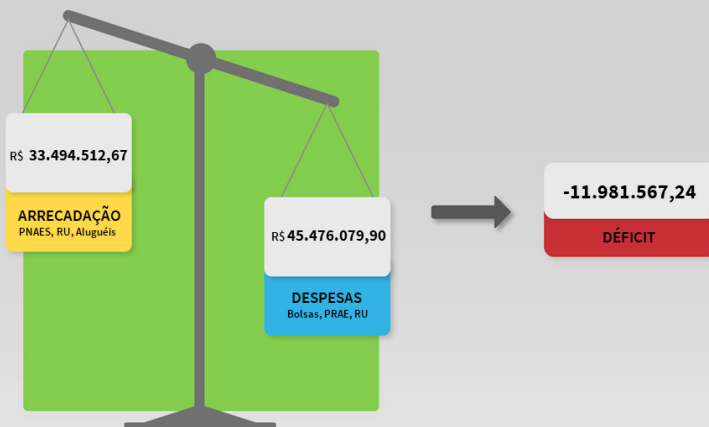 R$ 33.494.512,67
ARRECADAÇÃO
PNAES, RU, Aluguéis
R$ 45.476.079,90
DESPESAS
Bolsas, PRAE, RU
-11.981.567,24
DÉFICIT